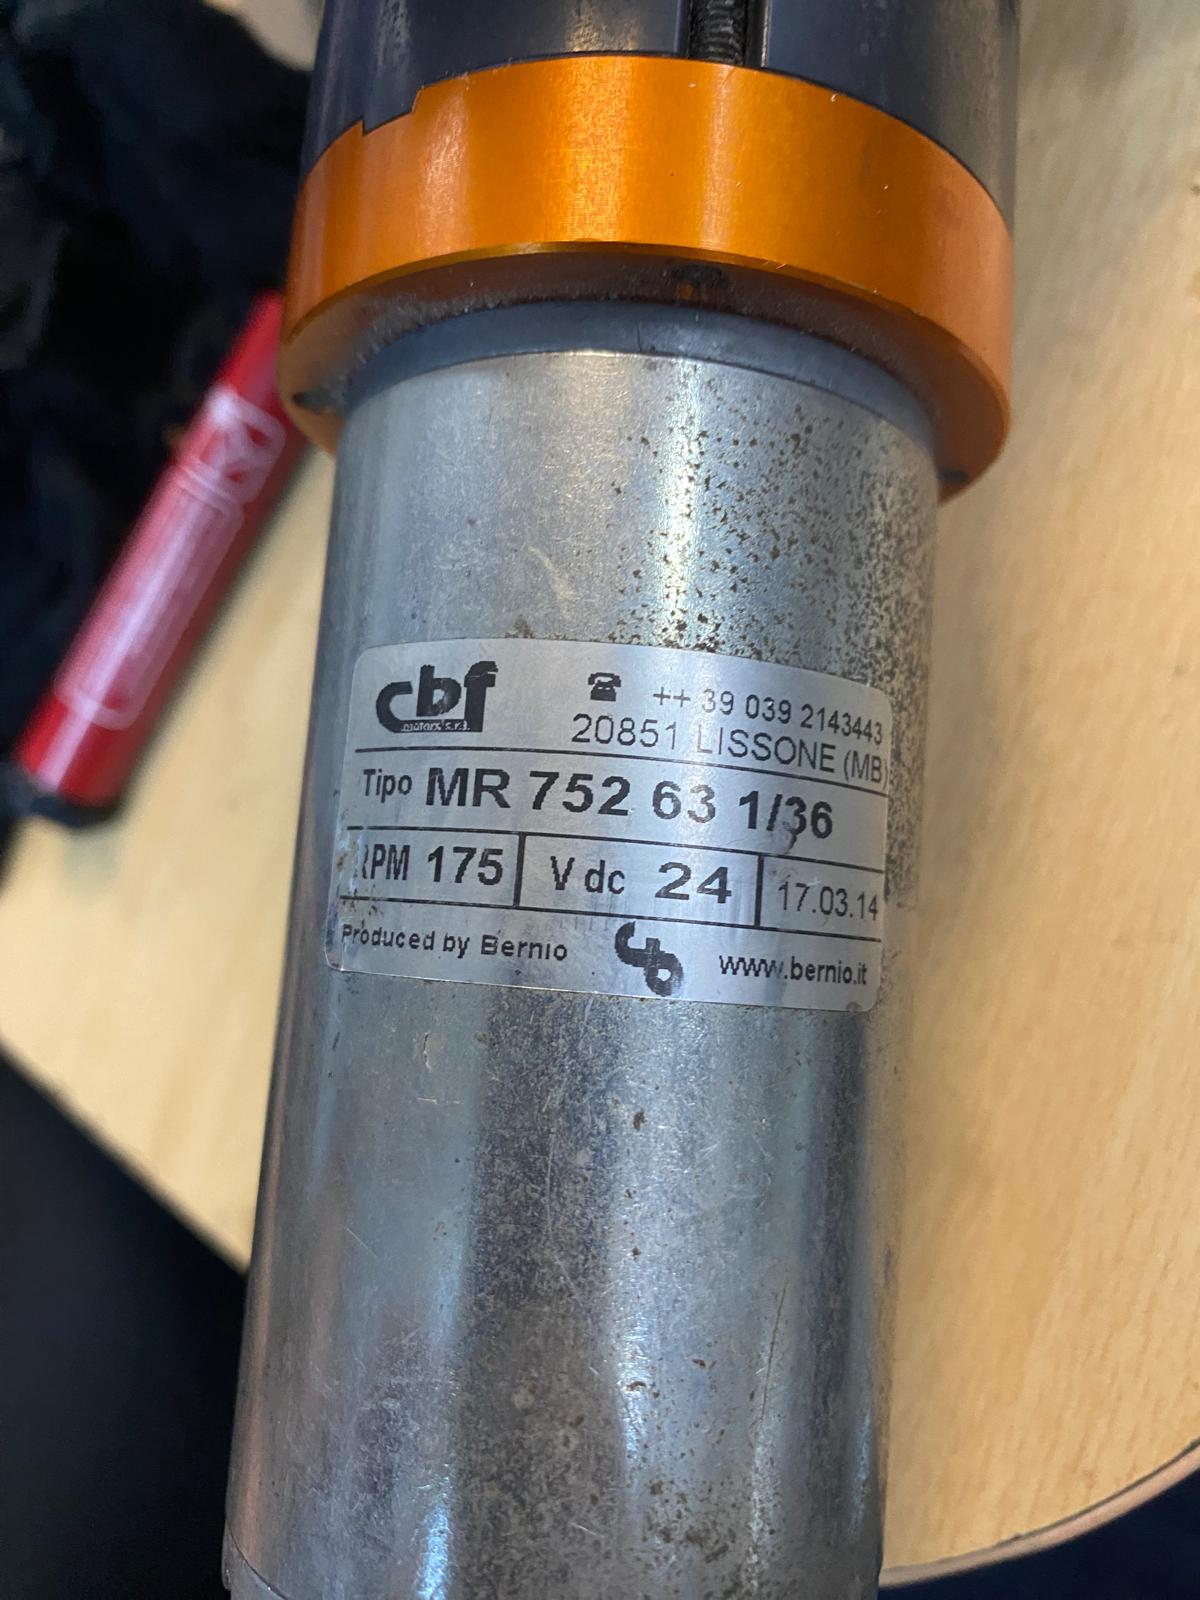 cbf
motors s.r.l.
++ 39 039 2143443
20851 LISSONE (MB)
Tipo MR 752 63 1/36
RPM 175
V dc 24
17.03.14
Produced by Bernio
www.bernio.it